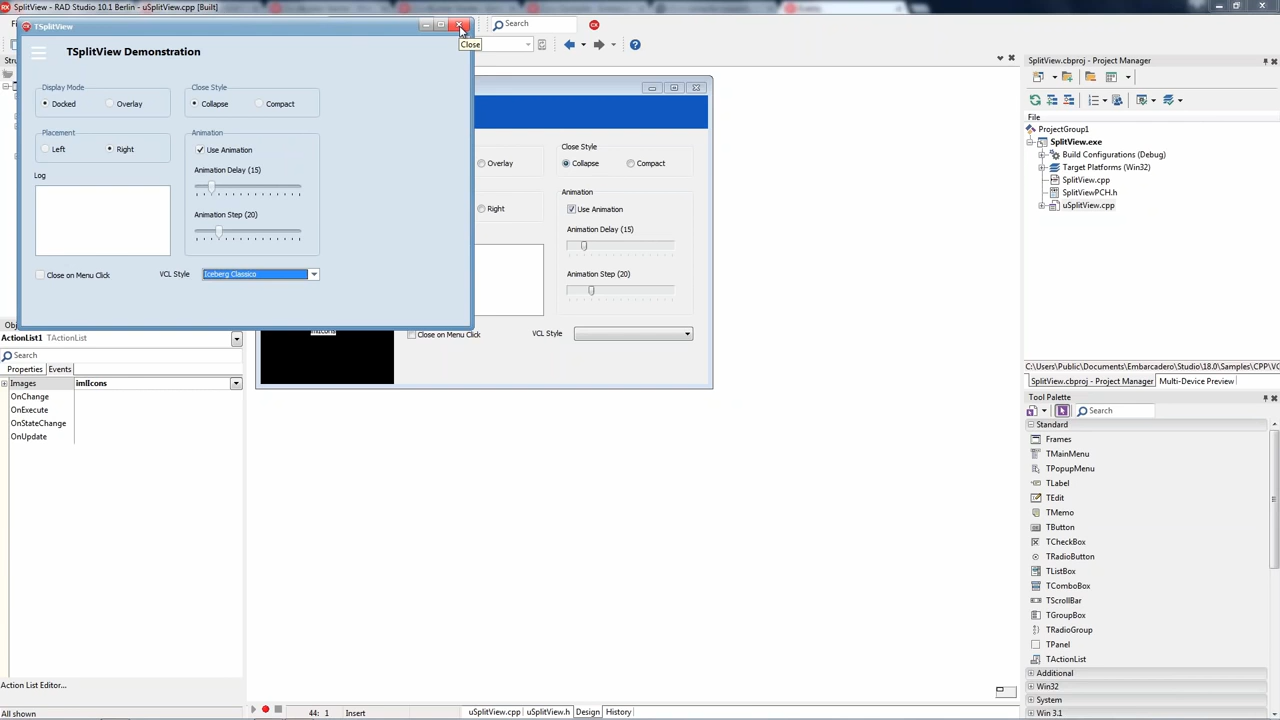 SplitView - RAD Studio 10.1 Berlin - uSplitView.cpp [Built]
Search
TSplitView
Close
TSplitView Demonstration
Display Mode
Docked
Overlay
Close Style
Collapse
Compact
Placement
Left
Right
Animation
Use Animation
Animation Delay (15)
Log
Animation Step (20)
Close on Menu Click
VCL Style
Iceberg Classico
Overlay
Close Style
Collapse
Compact
Right
Animation
Use Animation
Animation Delay (15)
Animation Step (20)
Close on Menu Click
VCL Style
imlIcons
ActionList1 TActionList
Search
Properties
Events
Images imlIcons
OnChange
OnExecute
OnStateChange
OnUpdate
Action List Editor...
All shown
44: 1
Insert
uSplitView.cpp
uSplitView.h
Design
History
SplitView.cbproj - Project Manager
File
ProjectGroup1
SplitView.exe
Build Configurations (Debug)
Target Platforms (Win32)
SplitView.cpp
SplitViewPCH.h
uSplitView.cpp
C:\Users\Public\Documents\Embarcadero\Studio\18.0\Samples\CPP\VC
SplitView.cbproj - Project Manager
Multi-Device Preview
Tool Palette
Search
Standard
Frames
TMainMenu
TPopupMenu
TLabel
TEdit
TMemo
TButton
TCheckBox
TRadioButton
TListBox
TComboBox
TScrollBar
TGroupBox
TRadioGroup
TPanel
TActionList
Additional
Win32
System
Win 3.1